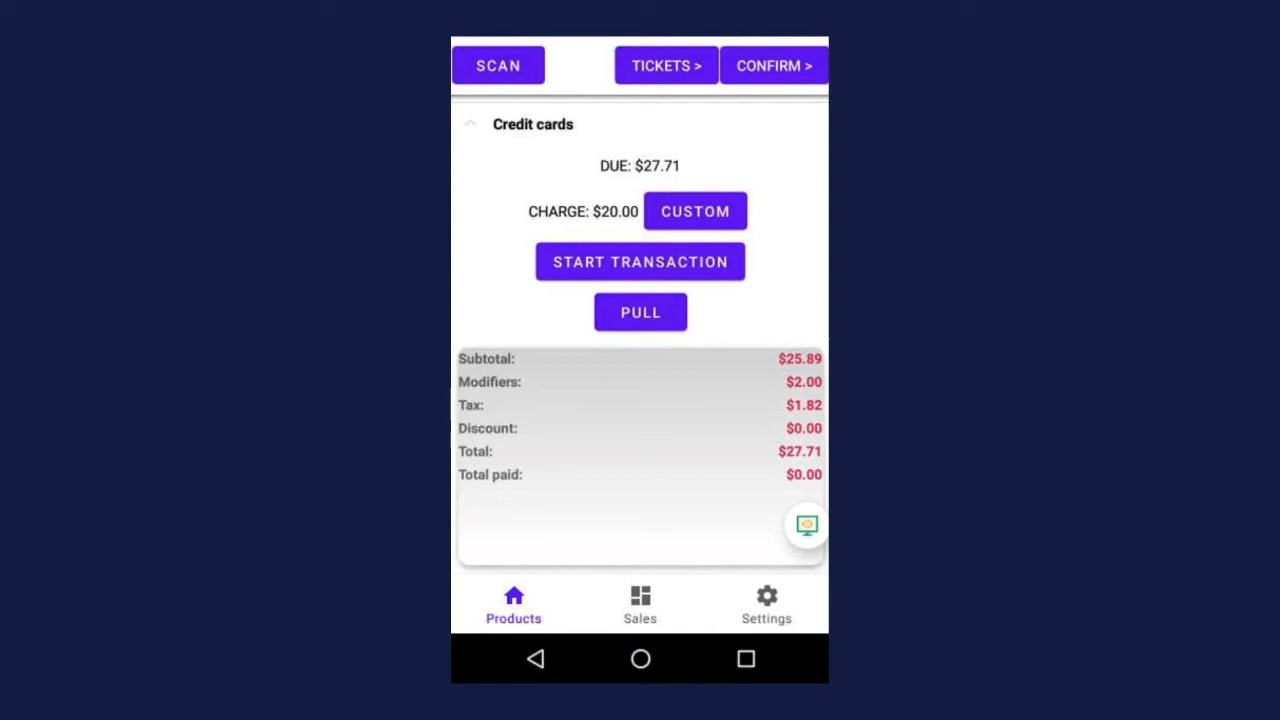 SCAN TICKETS > CONFIRM >
Credit cards
DUE: $27.71
CHARGE: $20.00 CUSTOM
START TRANSACTION
PULL
Subtotal: $25.89
Modifiers: $2.00
Tax: $1.82
Discount: $0.00
Total: $27.71
Total paid: $0.00
Products Sales Settings